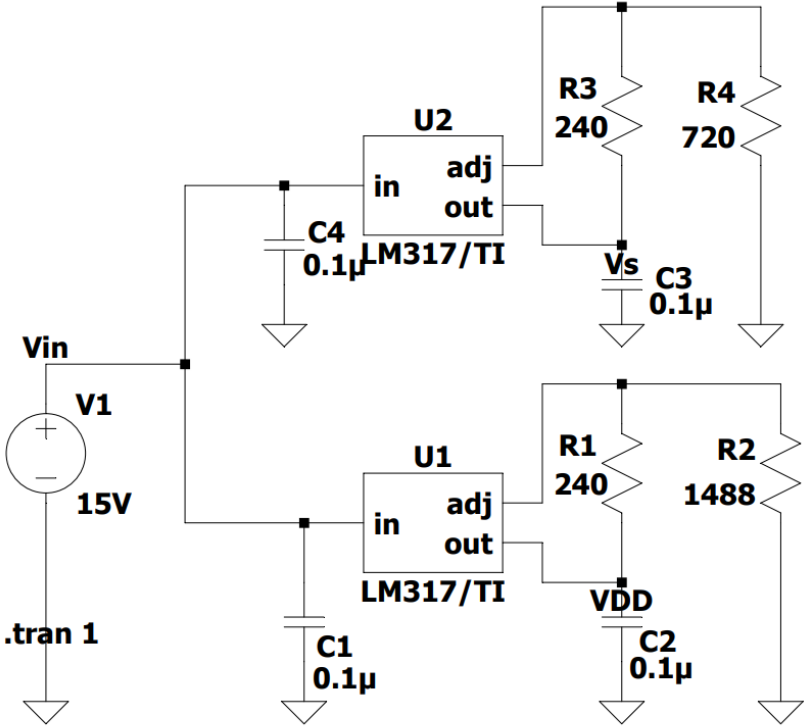 R3
240
R4
720
U2
in
adj
out
LM317/TI
C4
0.1µ
Vs
C3
0.1µ
Vin
V1
+
−
15V
U1
in
adj
out
LM317/TI
R1
240
R2
1488
VDD
C2
0.1µ
C1
0.1µ
.tran 1